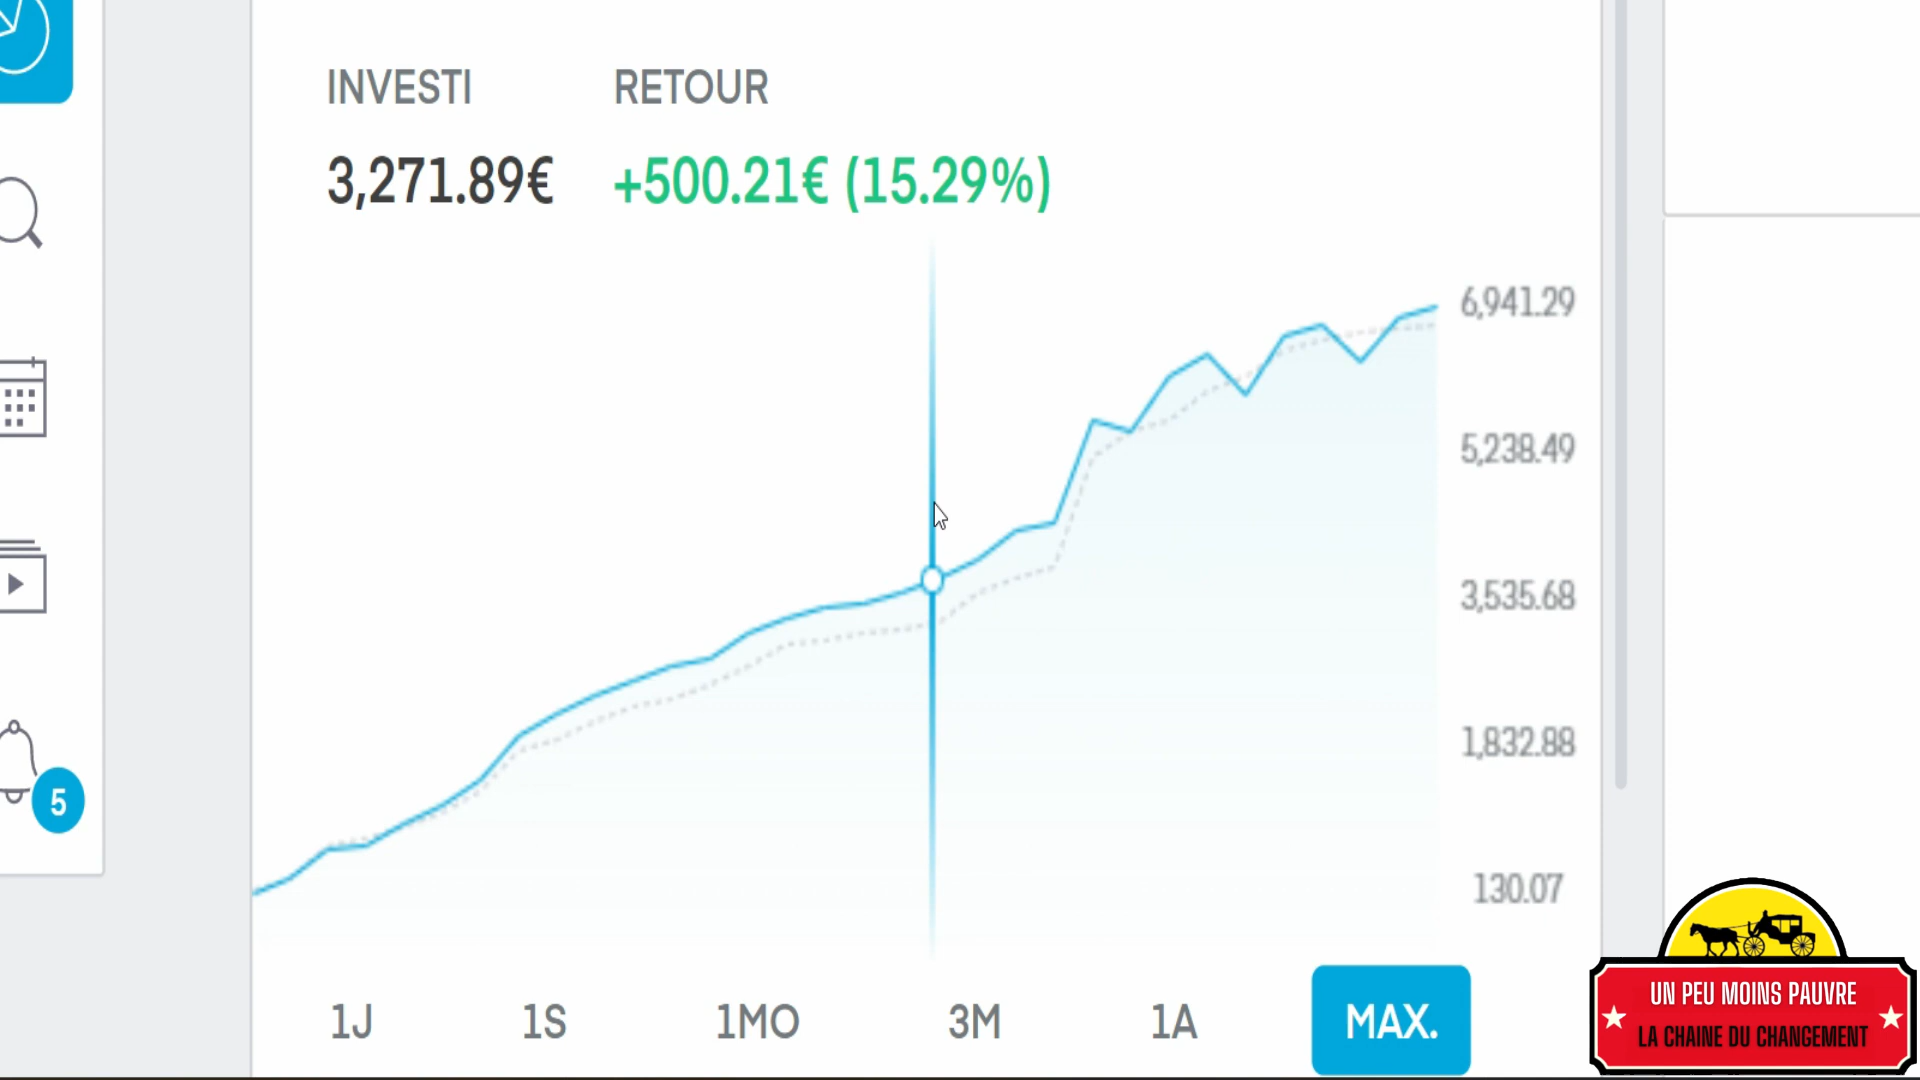 INVESTI RETOUR
3,271.89€ +500.21€ (15.29%)
6,941.29
5,238.49
3,535.68
1,832.88
130.07
5
1J 1S 1MO 3M 1A MAX.
UN PEU MOINS PAUVRE
LA CHAINE DU CHANGEMENT